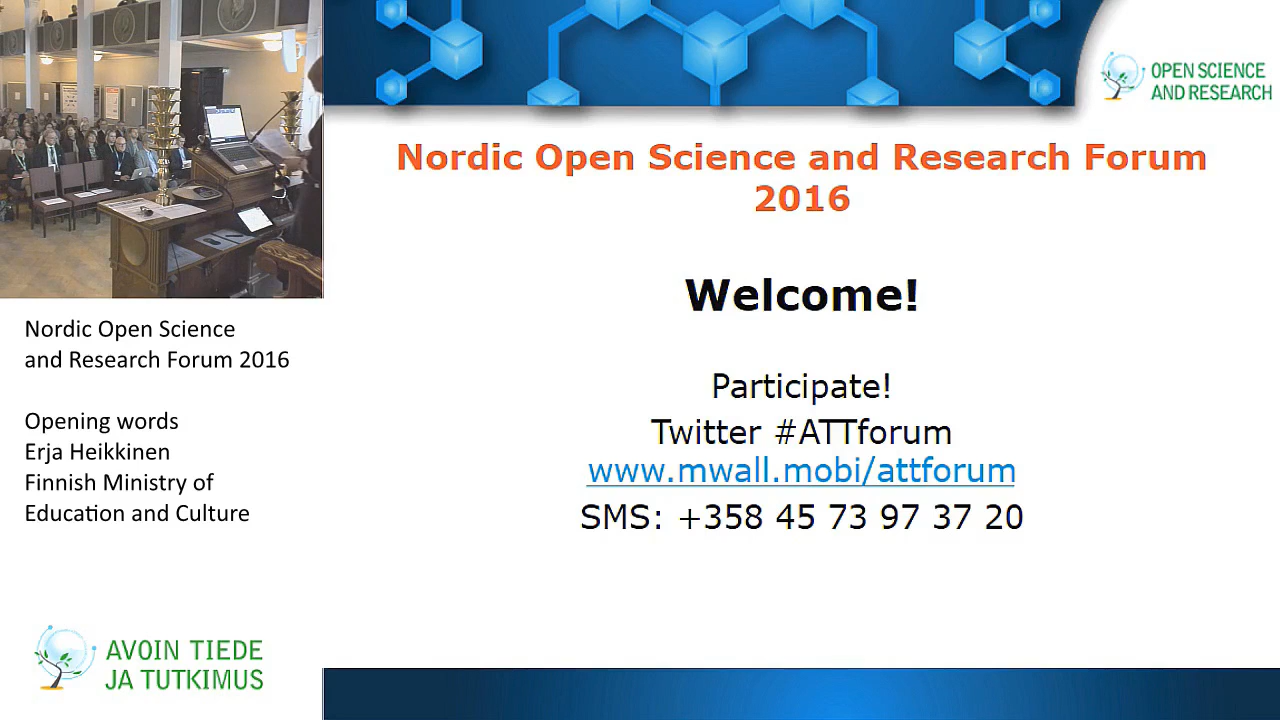 OPEN SCIENCE
AND RESEARCH
Nordic Open Science and Research Forum
2016
Welcome!
Participate!
Twitter #ATTforum
www.mwall.mobi/attforum
SMS: +358 45 73 97 37 20
Nordic Open Science
and Research Forum 2016
Opening words
Erja Heikkinen
Finnish Ministry of
Education and Culture
AVOIN TIEDE
JA TUTKIMUS